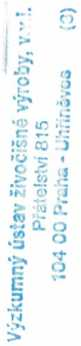 Výzkumný ústav živočišné výroby, v.v.i.
Přátelství 815
104 00 Praha - Uhříněves
(3)